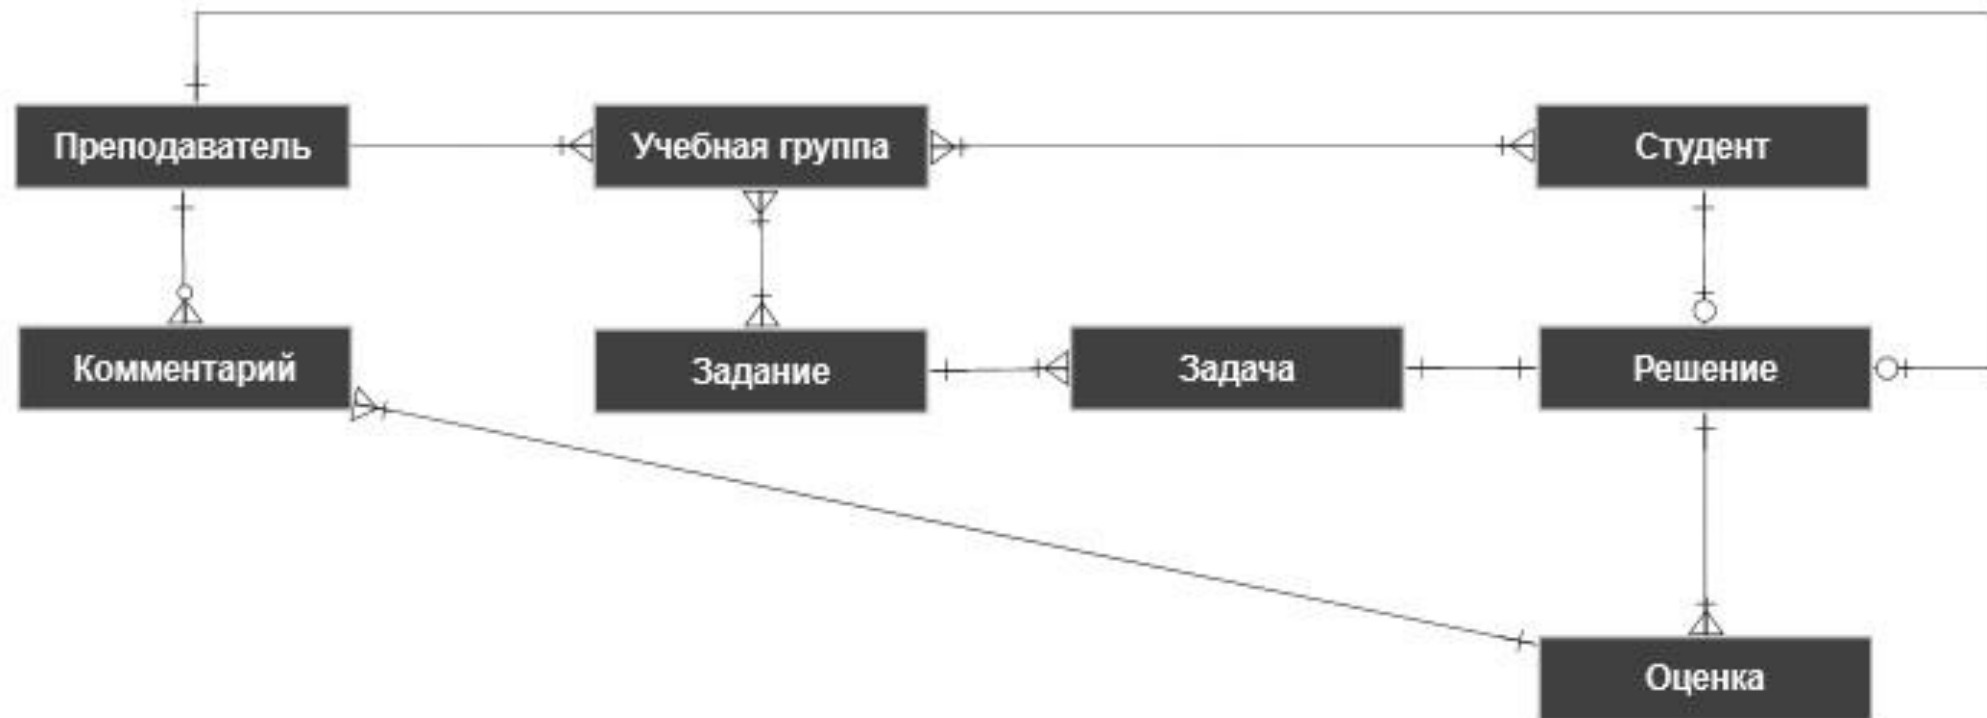 Преподаватель
Учебная группа
Студент
Комментарий
Задание
Задача
Решение
Оценка